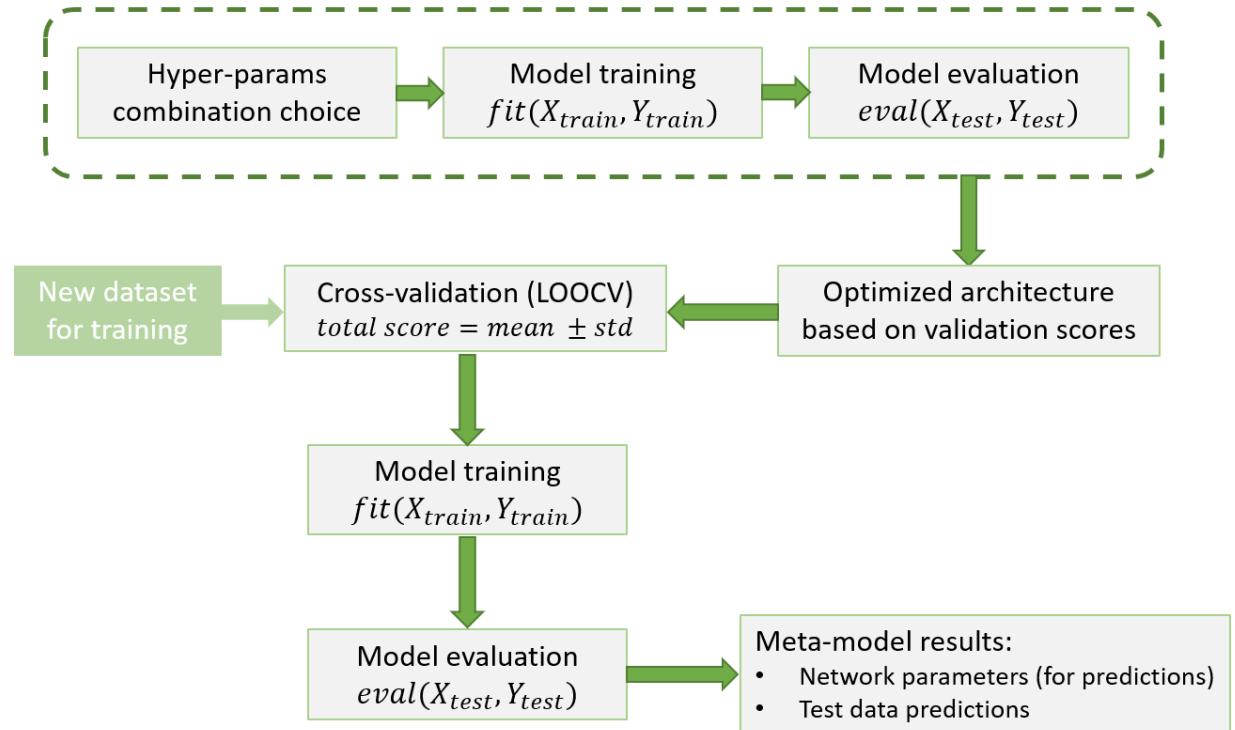 Hyper-params
combination choice
Model training
fit(X_train, Y_train)
Model evaluation
eval(X_test, Y_test)
New dataset
for training
Cross-validation (LOOCV)
total score = mean ± std
Optimized architecture
based on validation scores
Model training
fit(X_train, Y_train)
Model evaluation
eval(X_test, Y_test)
Meta-model results:
• Network parameters (for predictions)
• Test data predictions